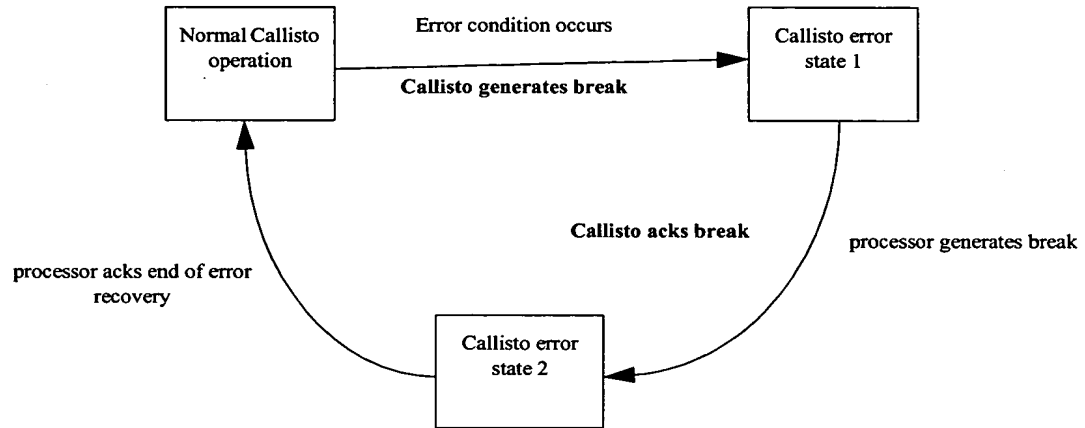 Normal Callisto
operation
Error condition occurs
Callisto generates break
Callisto error
state 1
Callisto acks break
processor generates break
processor acks end of error
recovery
Callisto error
state 2